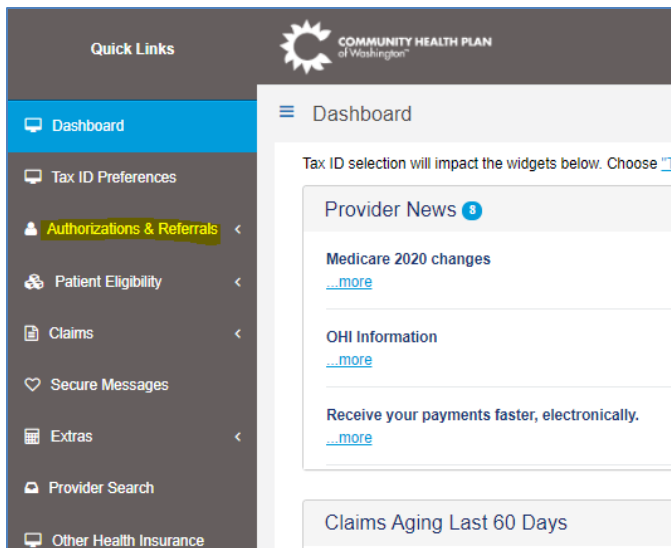 Quick Links
COMMUNITY HEALTH PLAN
of Washington™
Dashboard
Tax ID Preferences
Authorizations & Referrals
Patient Eligibility
Claims
Secure Messages
Extras
Provider Search
Other Health Insurance
Dashboard
Tax ID selection will impact the widgets below. Choose
Provider News 8
Medicare 2020 changes
...more
OHI Information
...more
Receive your payments faster, electronically.
...more
Claims Aging Last 60 Days